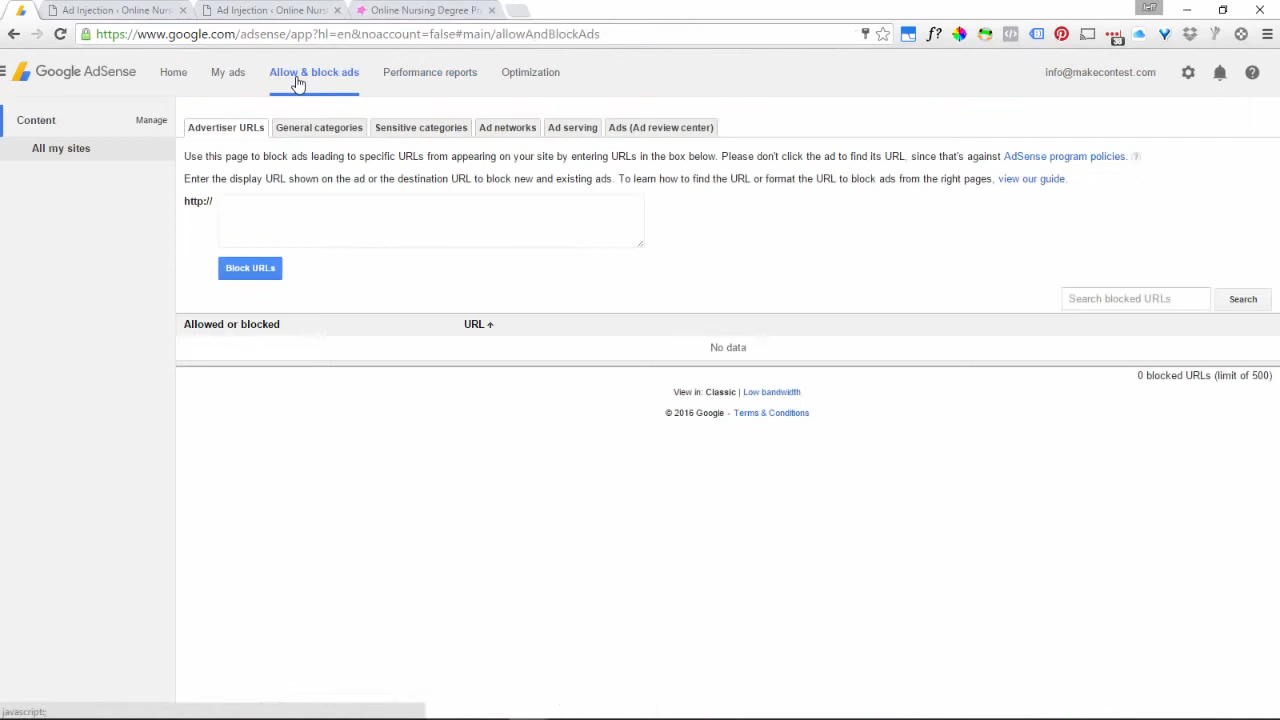 Ad Injection ‹ Online Nurs
Ad Injection ‹ Online Nurs
Online Nursing Degree Pr
https://www.google.com/adsense/app?hl=en&noaccount=false#main/allowAndBlockAds
Google AdSense
Home
My ads
Allow & block ads
Performance reports
Optimization
info@makecontest.com
Content
Manage
All my sites
Advertiser URLs
General categories
Sensitive categories
Ad networks
Ad serving
Ads (Ad review center)
Use this page to block ads leading to specific URLs from appearing on your site by entering URLs in the box below. Please don't click the ad to find its URL, since that's against AdSense program policies. ?
Enter the display URL shown on the ad or the destination URL to block new and existing ads. To learn how to find the URL or format the URL to block ads from the right pages, view our guide.
http://
Block URLs
Search blocked URLs
Search
Allowed or blocked
URL
No data
0 blocked URLs (limit of 500)
View in: Classic | Low bandwidth
© 2016 Google - Terms & Conditions
javascript:;